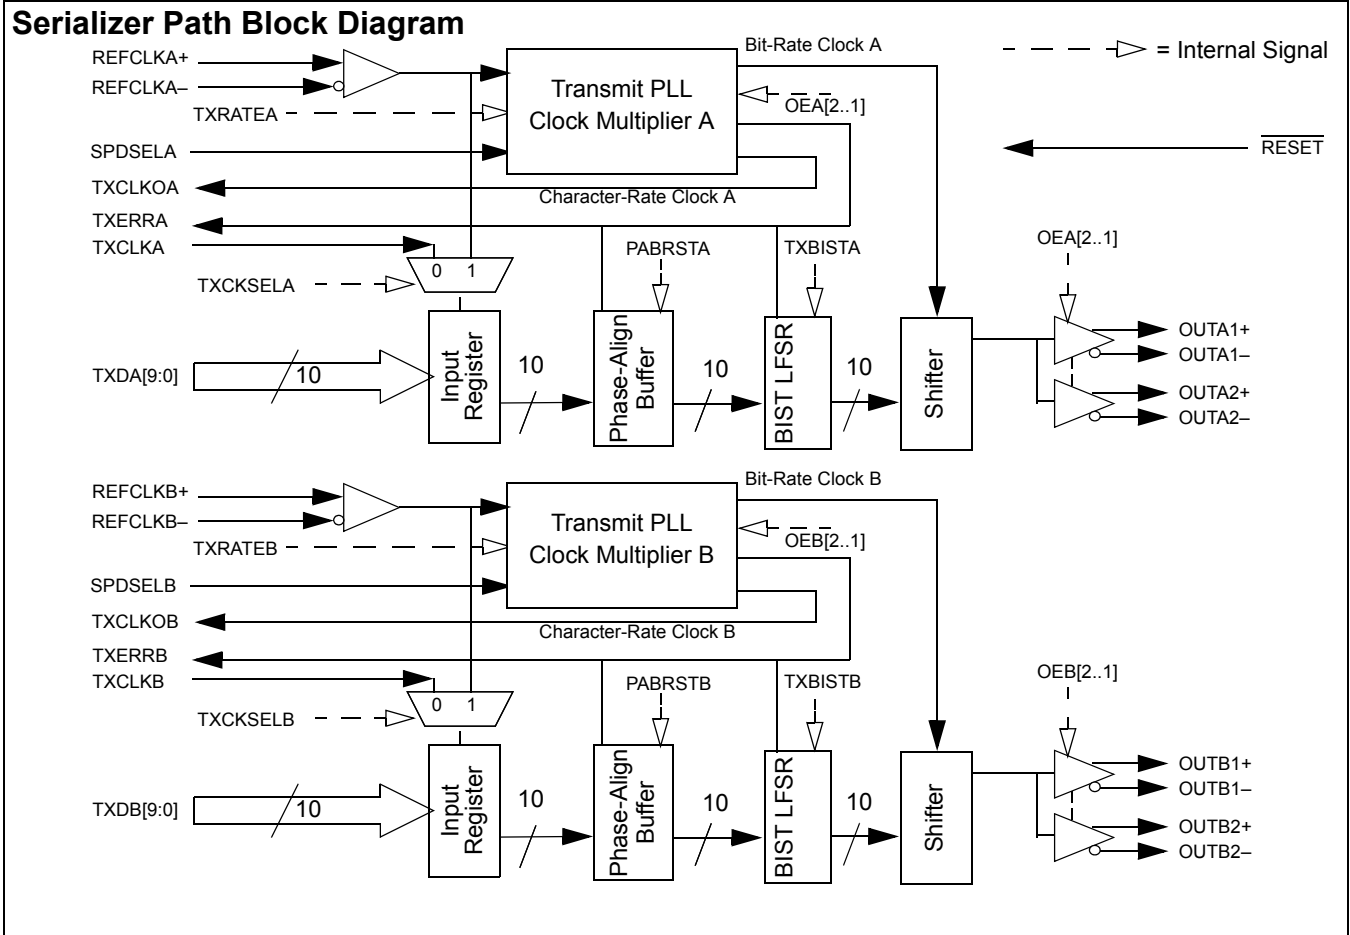 Serializer Path Block Diagram
REFCLKA+
REFCLKA–
TXRATEA
SPDSELA
TXCLKOA
TXERRA
TXCLKA
TXCKSELA
0 1
TXDA[9:0]
10
Transmit PLL
Clock Multiplier A
Bit-Rate Clock A
OEA[2..1]
Character-Rate Clock A
= Internal Signal
RESET
PABRSTA
TXBISTA
Input
Register
10
Phase-Align
Buffer
10
BIST LFSR
10
Shifter
OEA[2..1]
OUTA1+
OUTA1–
OUTA2+
OUTA2–
REFCLKB+
REFCLKB–
TXRATEB
SPDSELB
TXCLKOB
TXERRB
TXCLKB
TXCKSELB
0 1
TXDB[9:0]
10
Transmit PLL
Clock Multiplier B
Bit-Rate Clock B
OEB[2..1]
Character-Rate Clock B
PABRSTB
TXBISTB
Input
Register
10
Phase-Align
Buffer
10
BIST LFSR
10
Shifter
OEB[2..1]
OUTB1+
OUTB1–
OUTB2+
OUTB2–